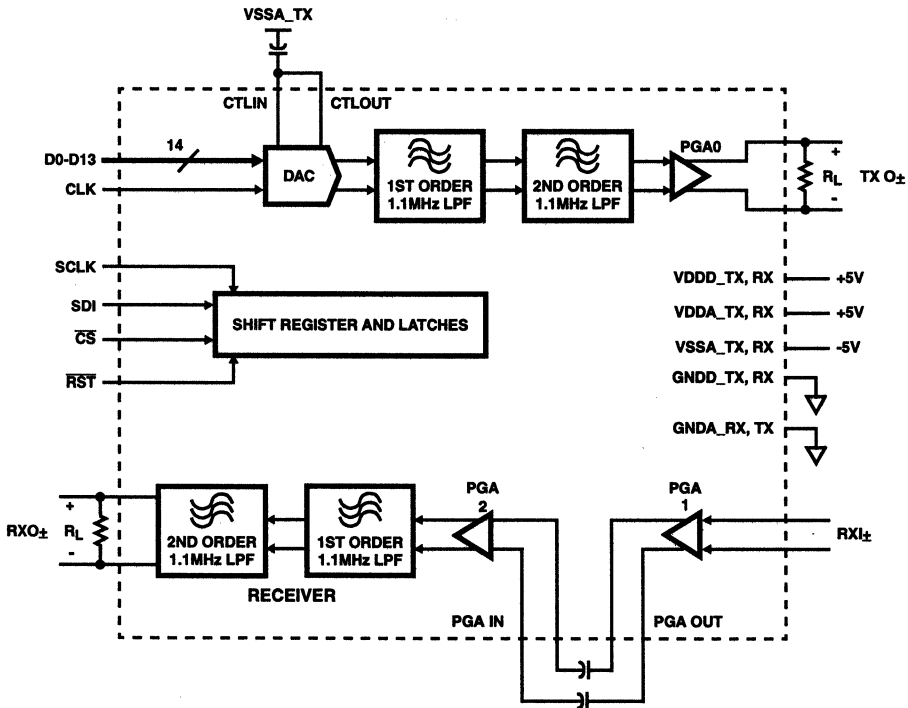 VSSA_TX
CTLIN
CTLOUT
D0-D13
14
CLK
DAC
1ST ORDER
1.1MHz LPF
2ND ORDER
1.1MHz LPF
PGA0
+
RL
-
TX O±
SCLK
SDI
CS
RST
SHIFT REGISTER AND LATCHES
VDDD_TX, RX
+5V
VDDA_TX, RX
+5V
VSSA_TX, RX
-5V
GNDD_TX, RX
GNDA_RX, TX
RXO±
+
RL
-
2ND ORDER
1.1MHz LPF
1ST ORDER
1.1MHz LPF
PGA
2
PGA
1
RXI±
RECEIVER
PGA IN
PGA OUT